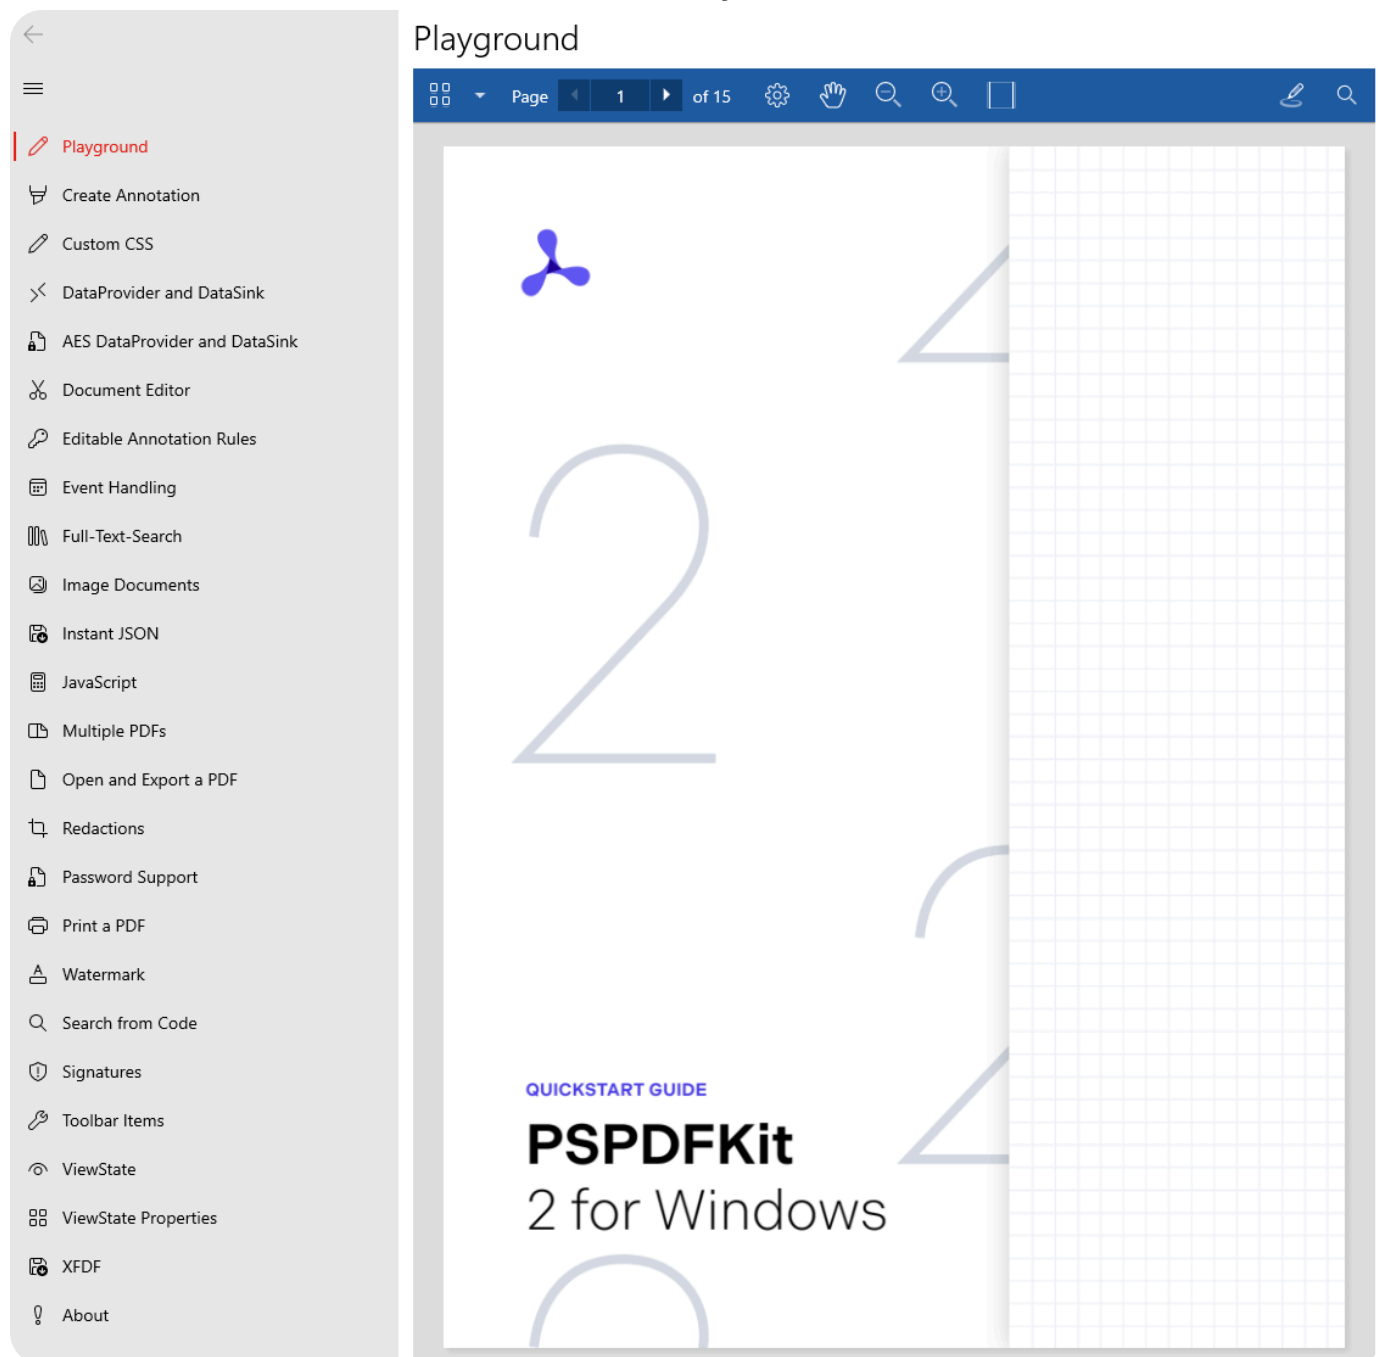 Playground
Create Annotation
Custom CSS
DataProvider and DataSink
AES DataProvider and DataSink
Document Editor
Editable Annotation Rules
Event Handling
Full-Text-Search
Image Documents
Instant JSON
JavaScript
Multiple PDFs
Open and Export a PDF
Redactions
Password Support
Print a PDF
Watermark
Search from Code
Signatures
Toolbar Items
ViewState
ViewState Properties
XFDF
About
Playground
Page 1 of 15
2
2
2
2
QUICKSTART GUIDE
PSPDFKit
2 for Windows